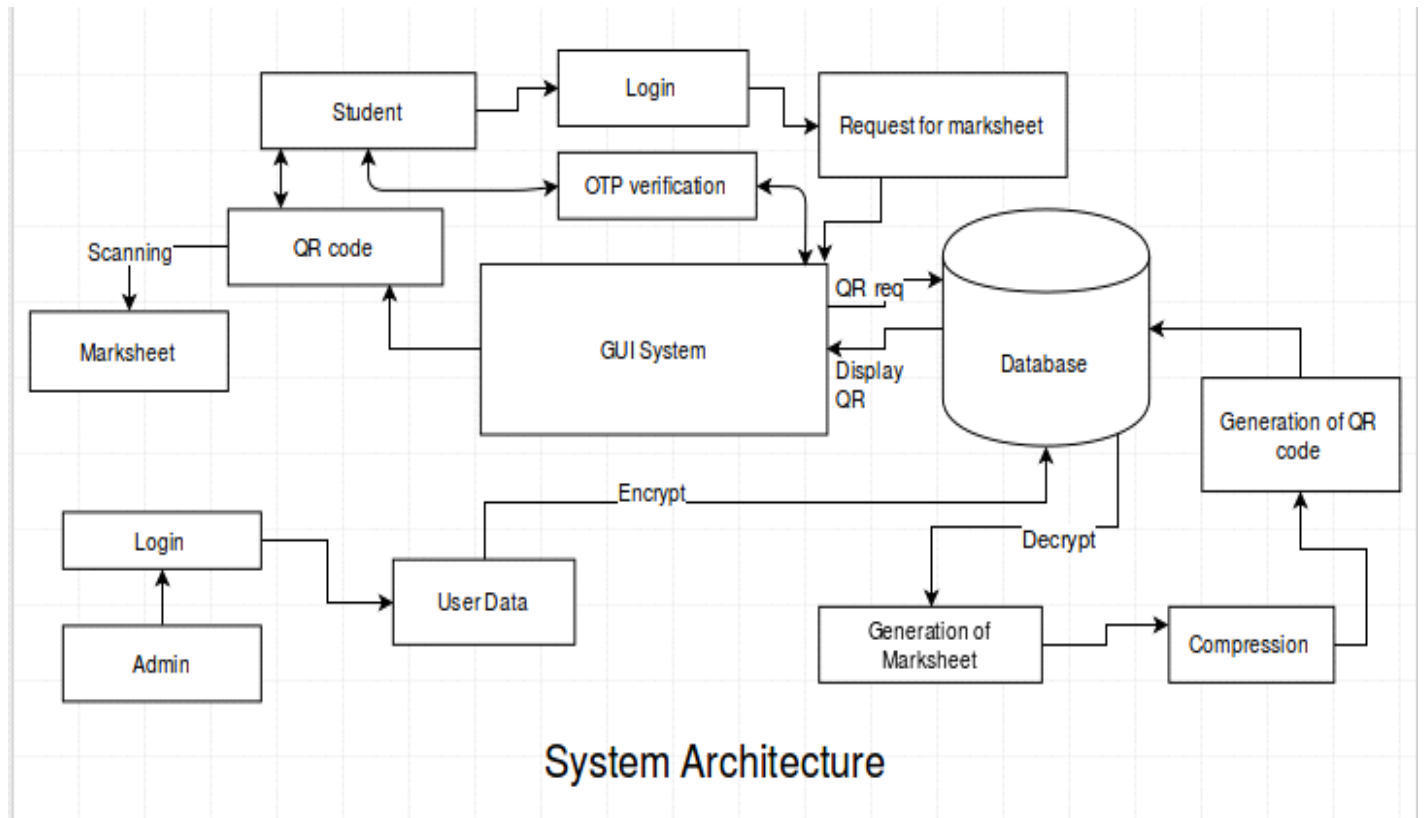 Student
Login
Request for marksheet
OTP verification
QR code
Scanning
Marksheet
GUI System
QR req
Display
QR
Database
Generation of QR
code
Encrypt
Decrypt
Login
User Data
Admin
Generation of
Marksheet
Compression
System Architecture